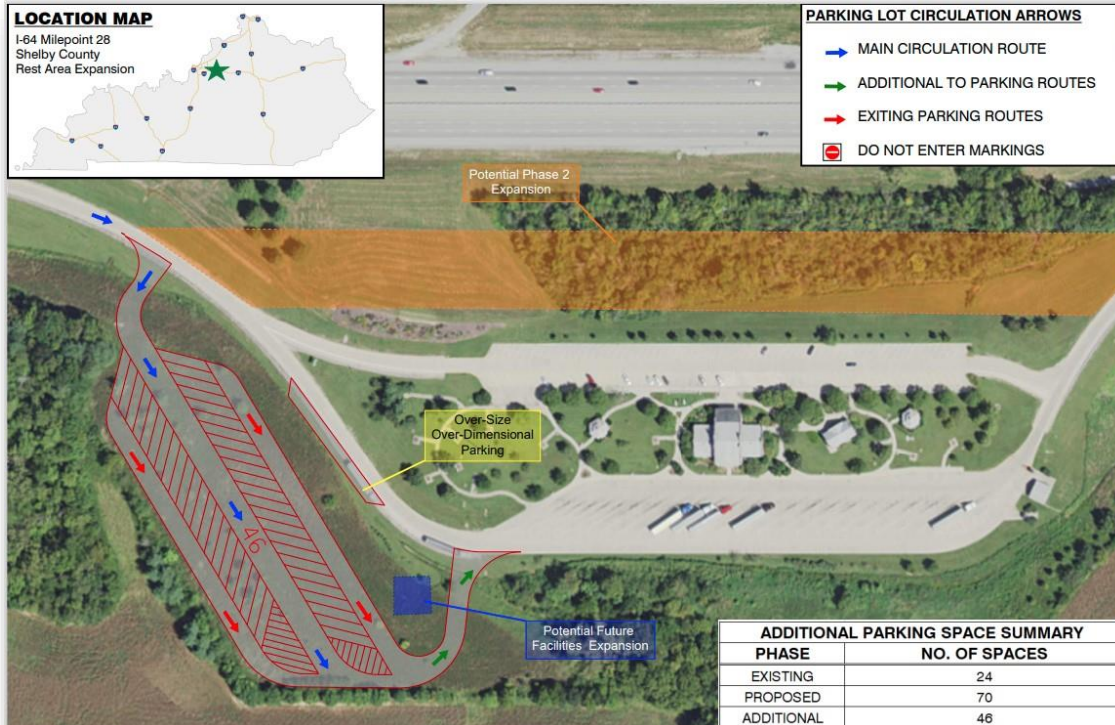 LOCATION MAP
I-64 Milepoint 28
Shelby County
Rest Area Expansion
PARKING LOT CIRCULATION ARROWS
MAIN CIRCULATION ROUTE
ADDITIONAL TO PARKING ROUTES
EXITING PARKING ROUTES
DO NOT ENTER MARKINGS
Potential Phase 2
Expansion
Over-Size
Over-Dimensional
Parking
46
Potential Future
Facilities Expansion
ADDITIONAL PARKING SPACE SUMMARY
PHASE NO. OF SPACES
EXISTING 24
PROPOSED 70
ADDITIONAL 46